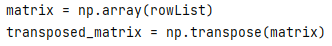 matrix = np.array(rowList)
transposed_matrix = np.transpose(matrix)